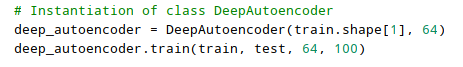 # Instantiation of class DeepAutoencoder
deep_autoencoder = DeepAutoencoder(train.shape[1], 64)
deep_autoencoder.train(train, test, 64, 100)